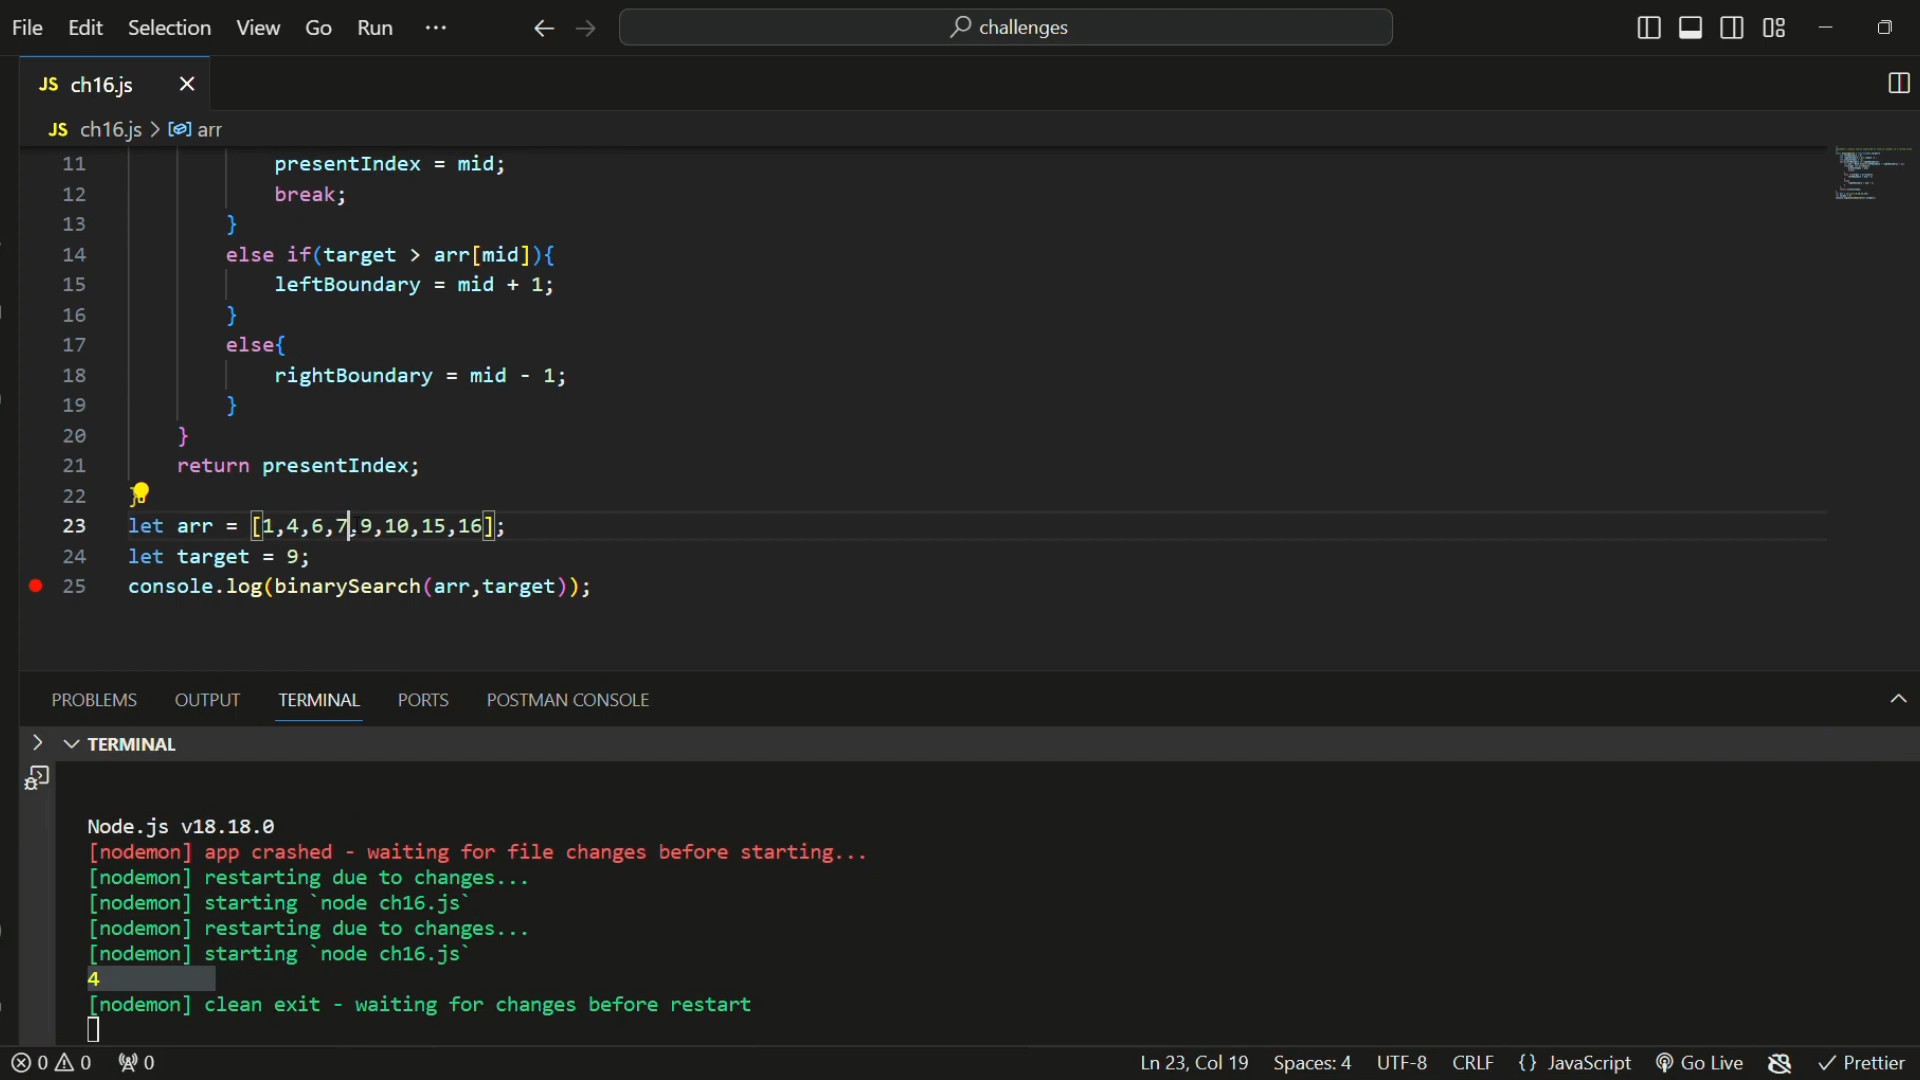 File Edit Selection View Go Run ··· challenges
JS ch16.js
JS ch16.js > arr
11 presentIndex = mid;
12 break;
13 }
14 else if(target > arr[mid]){
15 leftBoundary = mid + 1;
16 }
17 else{
18 rightBoundary = mid - 1;
19 }
20 }
21 return presentIndex;
22 }
23 let arr = [1,4,6,7,9,10,15,16];
24 let target = 9;
25 console.log(binarySearch(arr,target));
PROBLEMS OUTPUT TERMINAL PORTS POSTMAN CONSOLE
TERMINAL
Node.js v18.18.0
[nodemon] app crashed - waiting for file changes before starting...
[nodemon] restarting due to changes...
[nodemon] starting `node ch16.js`
[nodemon] restarting due to changes...
[nodemon] starting `node ch16.js`
4
[nodemon] clean exit - waiting for changes before restart
0 0 0 Ln 23, Col 19 Spaces: 4 UTF-8 CRLF {} JavaScript Go Live Prettier